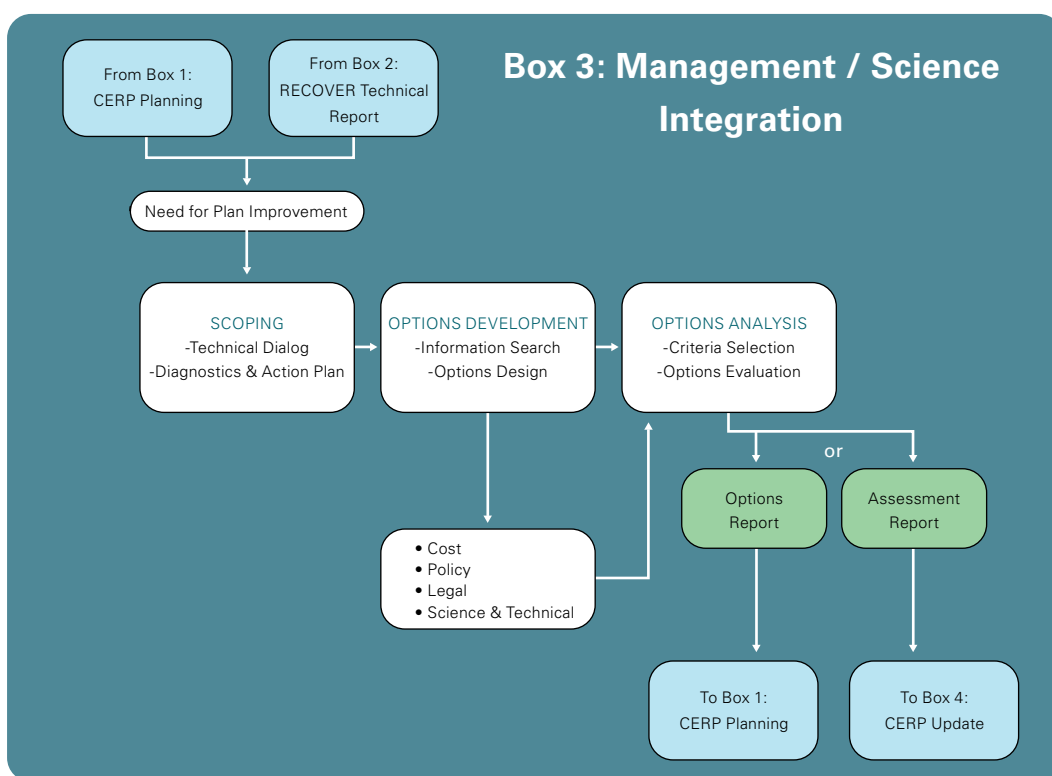 Box 3: Management / Science
Integration
From Box 1:
CERP Planning
From Box 2:
RECOVER Technical
Report
Need for Plan Improvement
SCOPING
-Technical Dialog
-Diagnostics & Action Plan
OPTIONS DEVELOPMENT
-Information Search
-Options Design
OPTIONS ANALYSIS
-Criteria Selection
-Options Evaluation
• Cost
• Policy
• Legal
• Science & Technical
or
Options
Report
Assessment
Report
To Box 1:
CERP Planning
To Box 4:
CERP Update